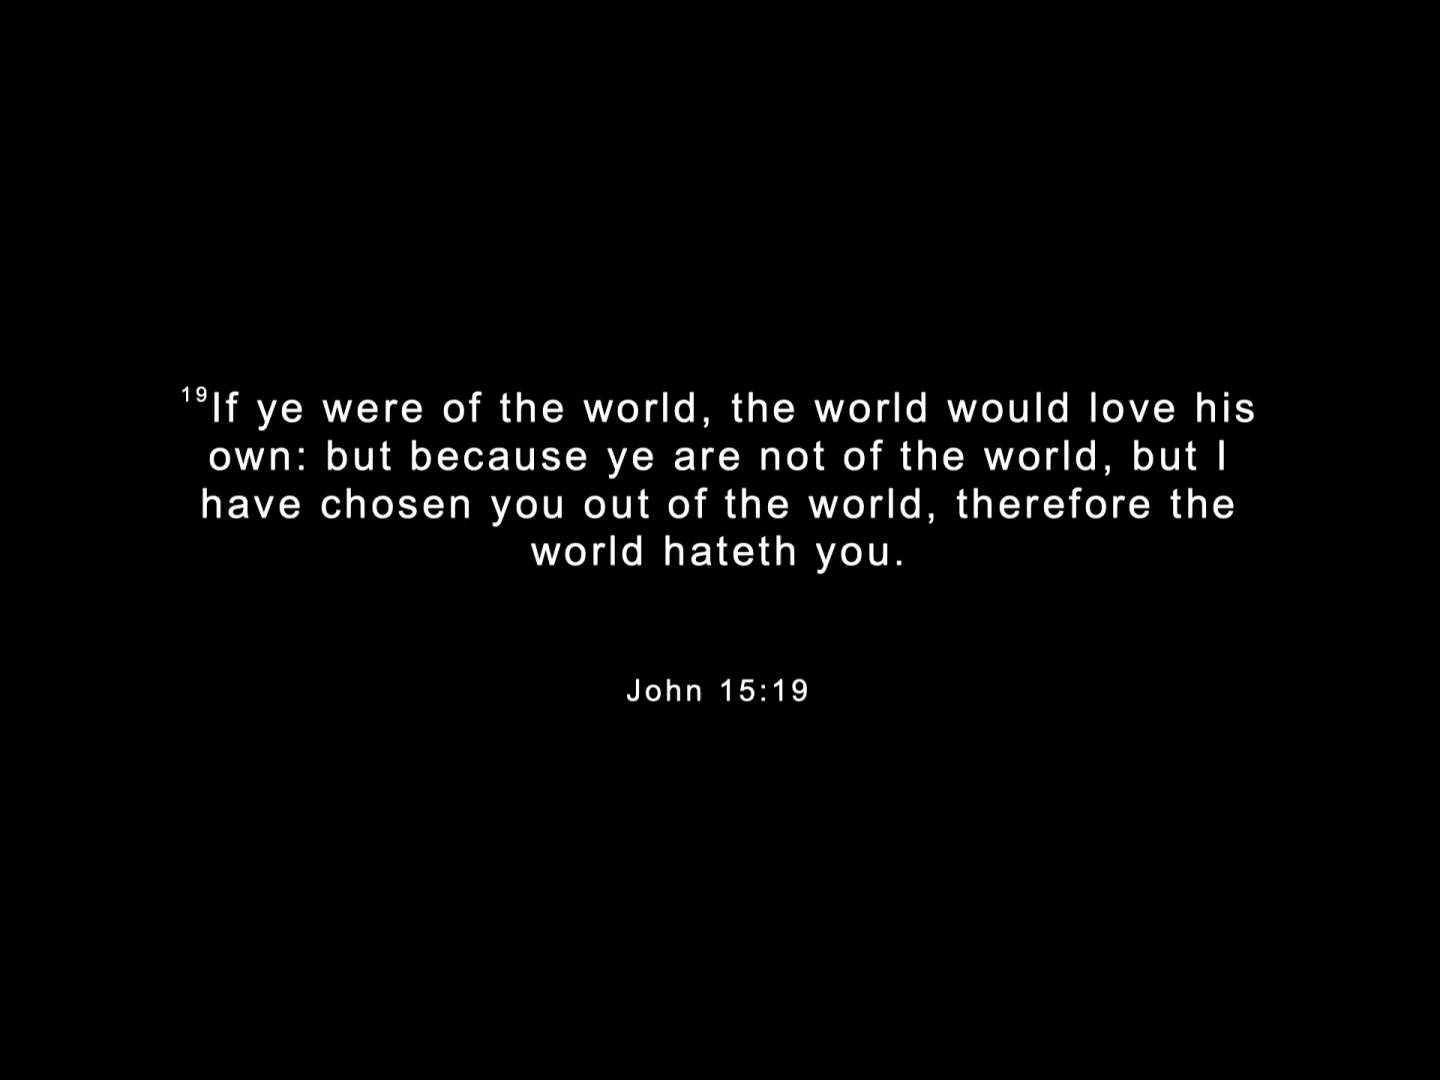 ¹⁹If ye were of the world, the world would love his
own: but because ye are not of the world, but I
have chosen you out of the world, therefore the
world hateth you.
John 15:19